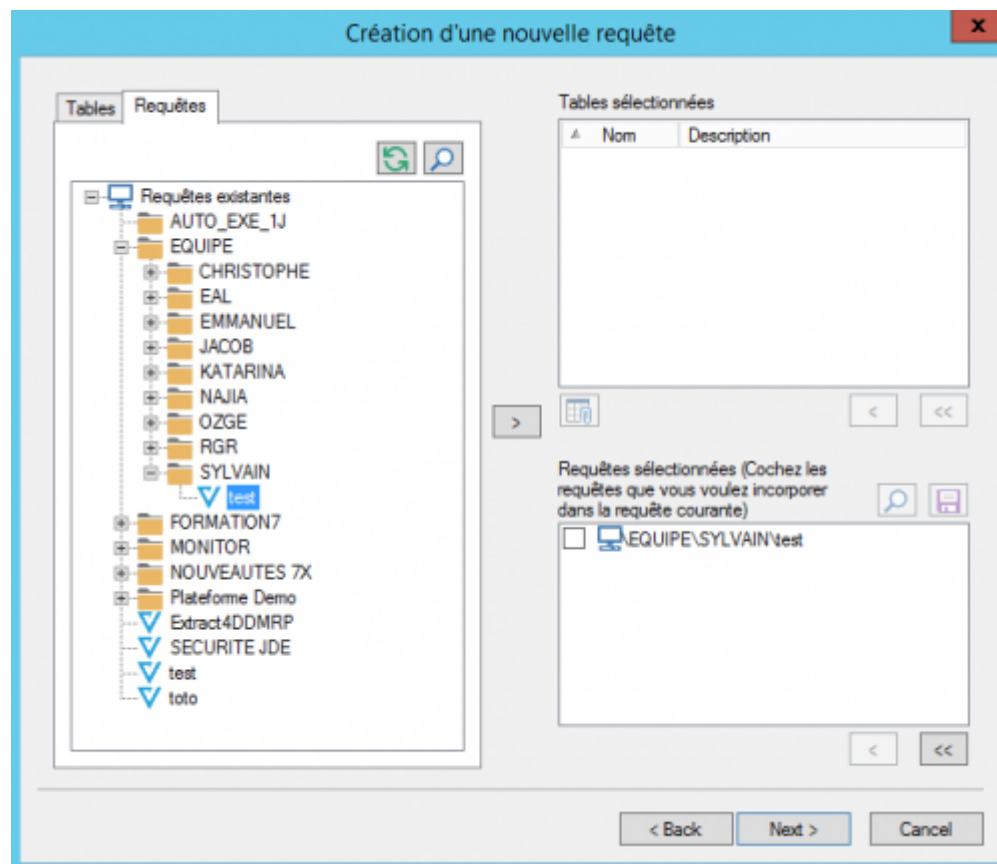 Création d'une nouvelle requête
x
Tables Requêtes
Requêtes existantes
AUTO_EXE_1J
EQUIPE
CHRISTOPHE
EAL
EMMANUEL
JACOB
KATARINA
NAJIA
OZGE
RGR
SYLVAIN
test
FORMATION7
MONITOR
NOUVEAUTES 7X
Plateforme Demo
Extract4DDMRP
SECURITE JDE
test
toto
>
Tables sélectionnées
Nom Description
< <<
Requêtes sélectionnées (Cochez les
requêtes que vous voulez incorporer
dans la requête courante)
\EQUIPE\SYLVAIN\test
< <<
< Back Next > Cancel